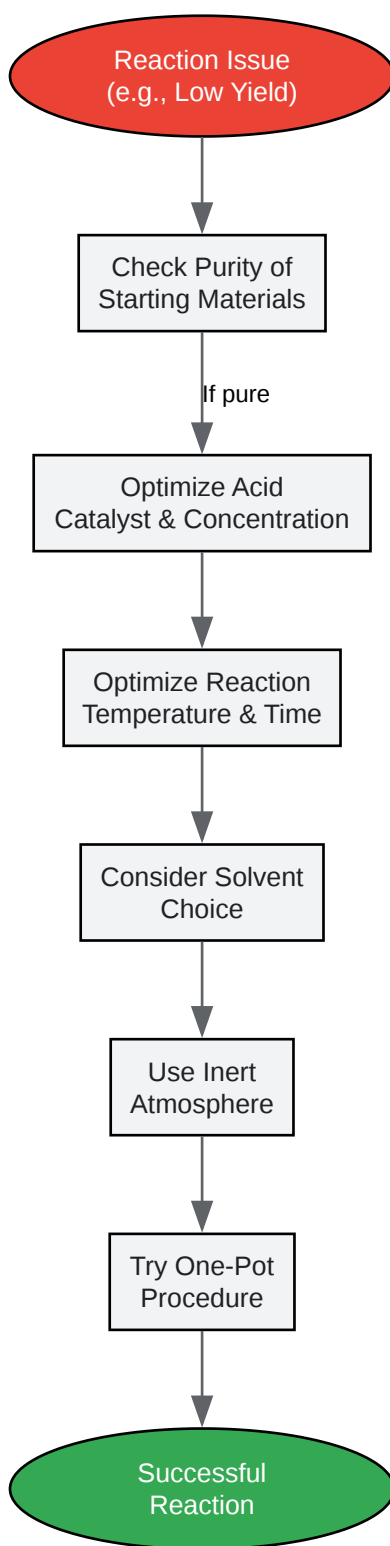 Reaction Issue
(e.g., Low Yield)
Check Purity of
Starting Materials
If pure
Optimize Acid
Catalyst & Concentration
Optimize Reaction
Temperature & Time
Consider Solvent
Choice
Use Inert
Atmosphere
Try One-Pot
Procedure
Successful
Reaction